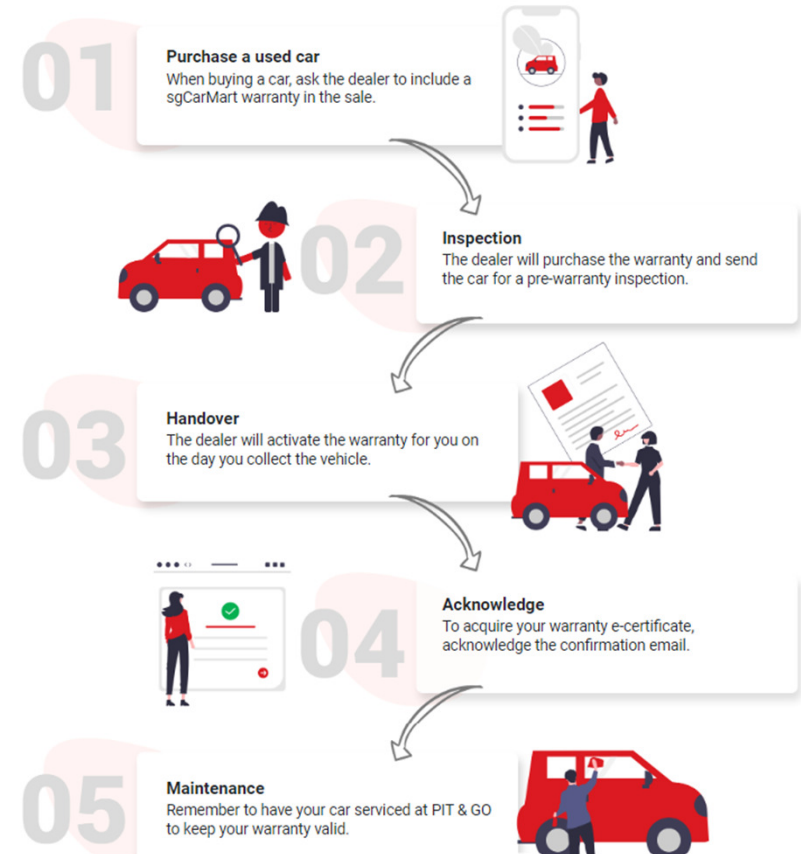 01
Purchase a used car
When buying a car, ask the dealer to include a
sgCarMart warranty in the sale.
02
Inspection
The dealer will purchase the warranty and send
the car for a pre-warranty inspection.
03
Handover
The dealer will activate the warranty for you on
the day you collect the vehicle.
04
Acknowledge
To acquire your warranty e-certificate,
acknowledge the confirmation email.
05
Maintenance
Remember to have your car serviced at PIT & GO
to keep your warranty valid.